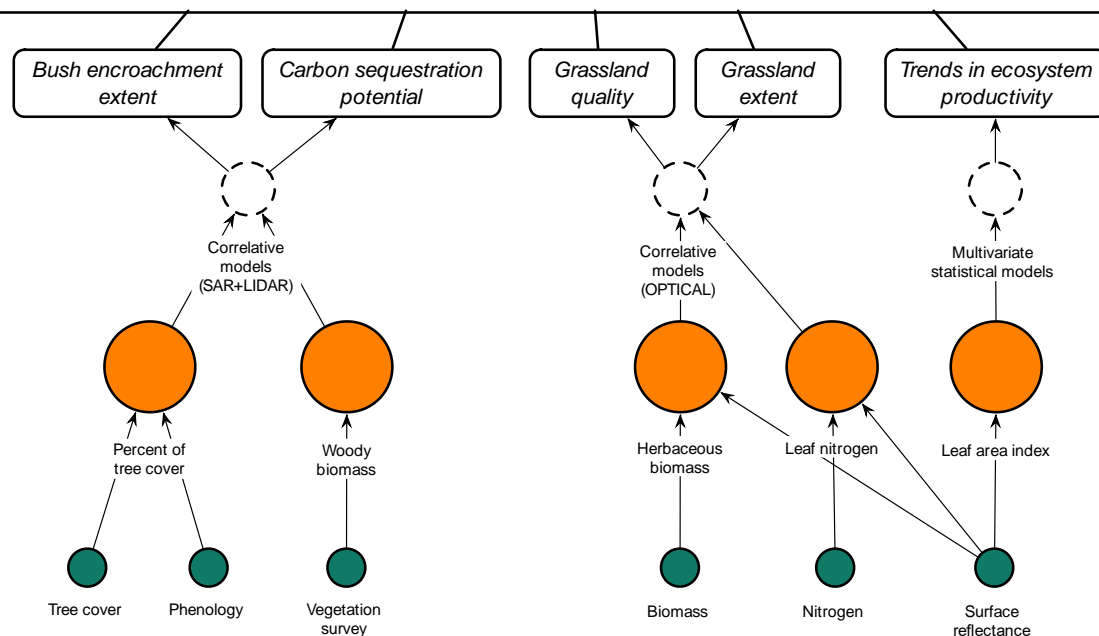 Bush encroachment
extent
Carbon sequestration
potential
Grassland
quality
Grassland
extent
Trends in ecosystem
productivity
Correlative
models
(SAR+LIDAR)
Correlative
models
(OPTICAL)
Multivariate
statistical models
Percent of
tree cover
Woody
biomass
Herbaceous
biomass
Leaf nitrogen
Leaf area index
Tree cover
Phenology
Vegetation
survey
Biomass
Nitrogen
Surface
reflectance